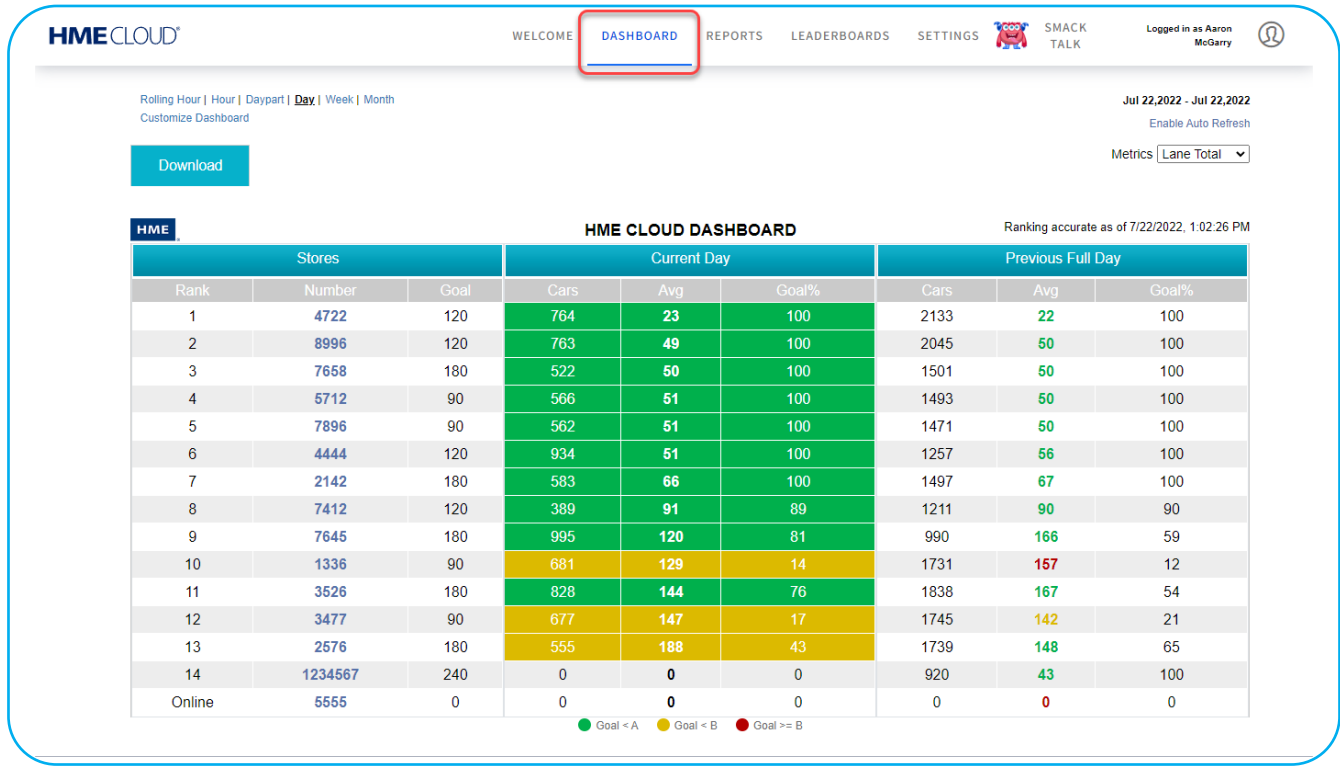 HME CLOUD®
WELCOME DASHBOARD REPORTS LEADERBOARDS SETTINGS SMACK TALK
Logged in as Aaron McGarry
Rolling Hour | Hour | Daypart | Day | Week | Month
Customize Dashboard
Jul 22,2022 - Jul 22,2022
Enable Auto Refresh
Metrics Lane Total
Download
HME
HME CLOUD DASHBOARD
Ranking accurate as of 7/22/2022, 1:02:26 PM
Stores Current Day Previous Full Day
Rank Number Goal Cars Avg Goal% Cars Avg Goal%
1 4722 120 764 23 100 2133 22 100
2 8996 120 763 49 100 2045 50 100
3 7658 180 522 50 100 1501 50 100
4 5712 90 566 51 100 1493 50 100
5 7896 90 562 51 100 1471 50 100
6 4444 120 934 51 100 1257 56 100
7 2142 180 583 66 100 1497 67 100
8 7412 120 389 91 89 1211 90 90
9 7645 180 995 120 81 990 166 59
10 1336 90 681 129 14 1731 157 12
11 3526 180 828 144 76 1838 167 54
12 3477 90 677 147 17 1745 142 21
13 2576 180 555 188 43 1739 148 65
14 1234567 240 0 0 0 920 43 100
Online 5555 0 0 0 0 0 0 0
Goal < A Goal < B Goal >= B